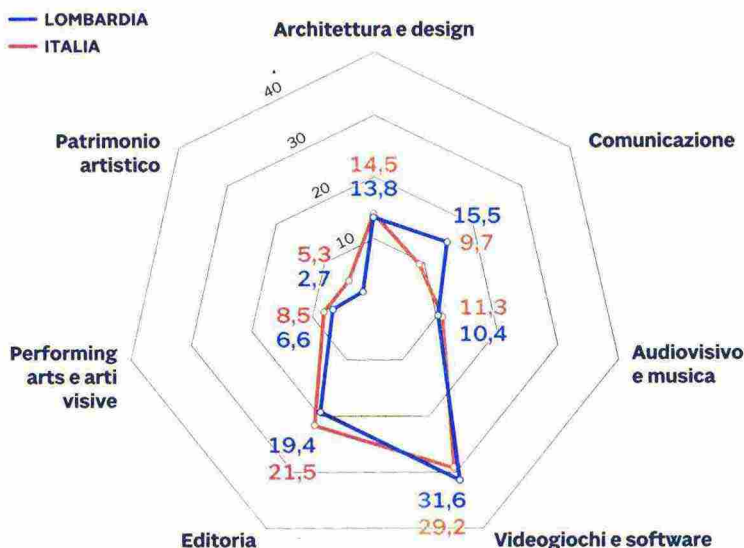 LOMBARDIA
ITALIA
Architettura e design
40
Patrimonio
artistico
30
Comunicazione
20
14,5
13,8
15,5
9,7
10
5,3
2,7
8,5
6,6
11,3
10,4
Performing
arts e arti
visive
Audiovisivo
e musica
19,4
21,5
31,6
29,2
Editoria
Videogiochi e software